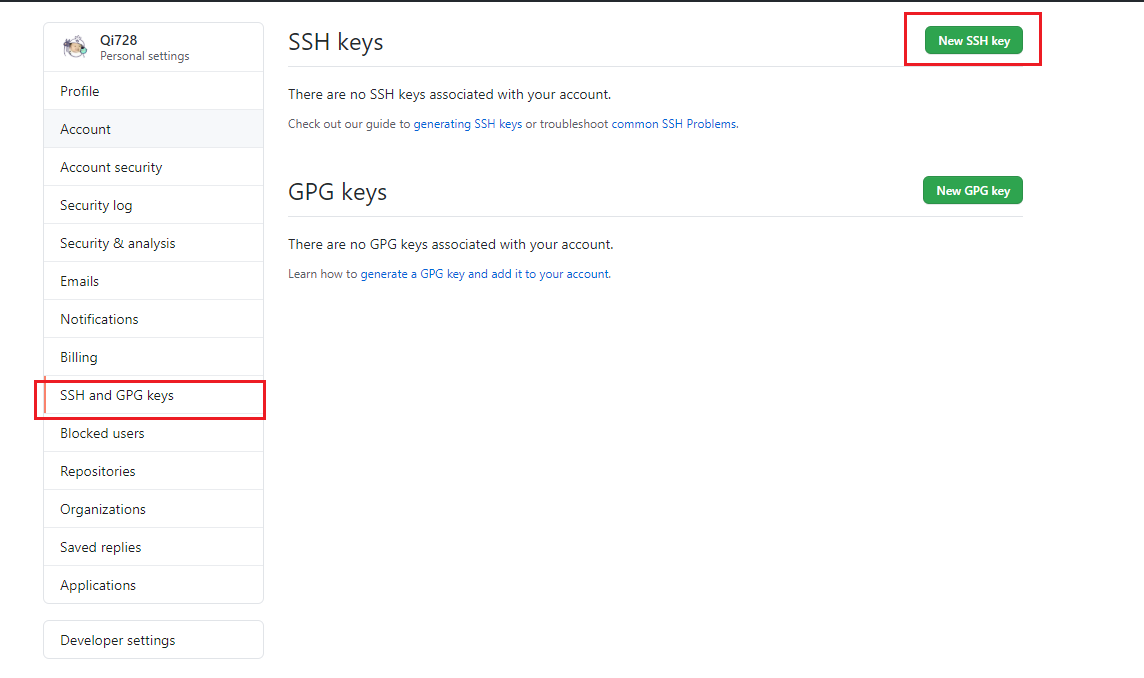 Qi728
Personal settings
Profile
Account
Account security
Security log
Security & analysis
Emails
Notifications
Billing
SSH and GPG keys
Blocked users
Repositories
Organizations
Saved replies
Applications
Developer settings
SSH keys
New SSH key
There are no SSH keys associated with your account.
Check out our guide to generating SSH keys or troubleshoot common SSH Problems.
GPG keys
New GPG key
There are no GPG keys associated with your account.
Learn how to generate a GPG key and add it to your account.